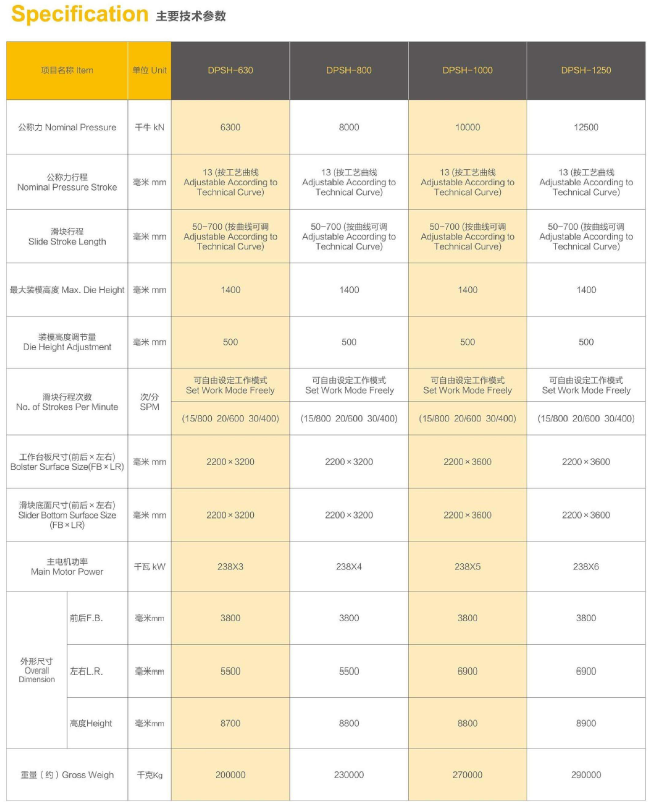 Specification 主要技术参数
项目名称 Item 单位 Unit DPSH-630 DPSH-800 DPSH-1000 DPSH-1250
公称力 Nominal Pressure 千牛 kN 6300 8000 10000 12500
公称力行程
Nominal Pressure Stroke
毫米 mm
13 (按工艺曲线
Adjustable According to
Technical Curve)
13 (按工艺曲线
Adjustable According to
Technical Curve)
13 (按工艺曲线
Adjustable According to
Technical Curve)
13 (按工艺曲线
Adjustable According to
Technical Curve)
滑块行程
Slide Stroke Length
毫米 mm
50-700 (按曲线可调
Adjustable According to
Technical Curve)
50-700 (按曲线可调
Adjustable According to
Technical Curve)
50-700 (按曲线可调
Adjustable According to
Technical Curve)
50-700 (按曲线可调
Adjustable According to
Technical Curve)
最大装模高度 Max. Die Height 毫米 mm 1400 1400 1400 1400
装模高度调节量
Die Height Adjustment
毫米 mm 500 500 500 500
滑块行程次数
No. of Strokes Per Minute
次/分
SPM
可自由设定工作模式
Set Work Mode Freely
可自由设定工作模式
Set Work Mode Freely
可自由设定工作模式
Set Work Mode Freely
可自由设定工作模式
Set Work Mode Freely
(15/800 20/600 30/400) (15/800 20/600 30/400) (15/800 20/600 30/400) (15/800 20/600 30/400)
工作台板尺寸(前后×左右)
Bolster Surface Size(FB×LR)
毫米 mm 2200×3200 2200×3200 2200×3600 2200×3600
滑块底面尺寸(前后×左右)
Slider Bottom Surface Size
(FB×LR)
毫米 mm 2200×3200 2200×3200 2200×3600 2200×3600
主电机功率
Main Motor Power
千瓦 kW 238X3 238X4 238X5 238X6
外形尺寸
Overall
Dimension
前后F.B. 毫米mm 3800 3800 3800 3800
左右L.R. 毫米mm 5500 5500 6900 6900
高度Height 毫米mm 8700 8800 8800 8900
重量（约）Gross Weigh 千克Kg 200000 230000 270000 290000